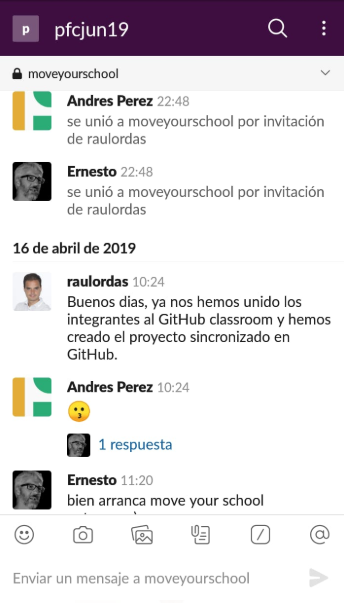 p pfcjun19
moveyourschool
Andres Perez 22:48
se unió a moveyourschool por invitación
de raulordas
Ernesto 22:48
se unió a moveyourschool por invitación
de raulordas
16 de abril de 2019
raulordas 10:24
Buenos dias, ya nos hemos unido los
integrantes al GitHub classroom y hemos
creado el proyecto sincronizado en
GitHub.
Andres Perez 10:24
1 respuesta
Ernesto 11:20
bien arranca move your school
Enviar un mensaje a moveyourschool